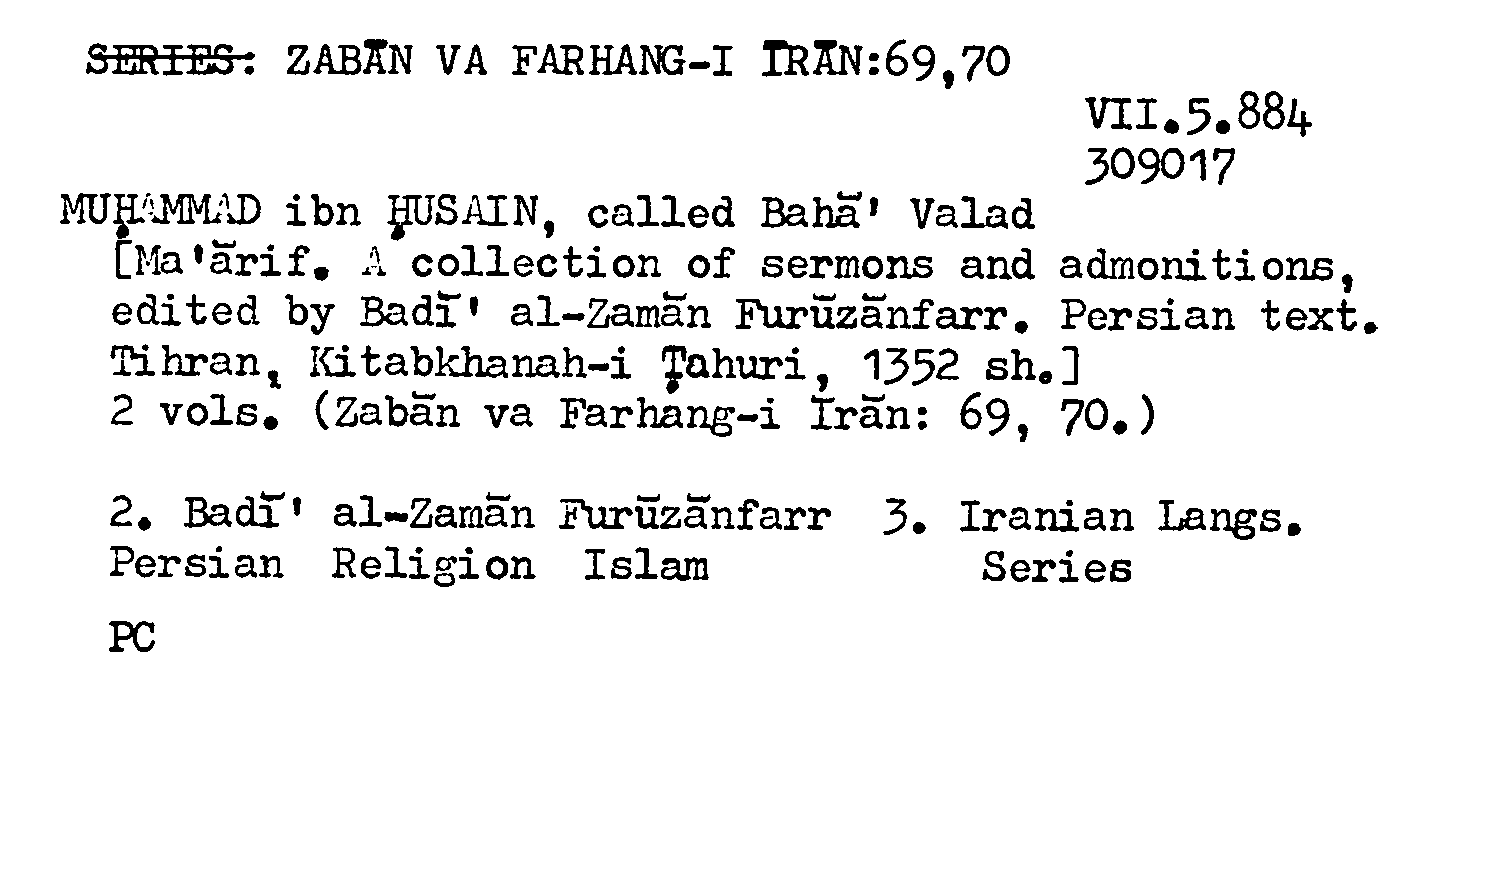 SERIES: ZABĀN VA FARHANG-I ĪRĀN:69,70
VII.5.884
309017
MUḤAMMAD ibn ḤUSAIN, called Bahā' Valad
[Ma'ārif. A collection of sermons and admonitions,
edited by Badī' al-Zamān Furūzānfarr. Persian text.
Tihran, Kitabkhanah-i Ṭahuri, 1352 sh.]
2 vols. (Zabān va Farhang-i Īrān: 69, 70.)
2. Badī' al-Zamān Furūzānfarr 3. Iranian Langs.
Persian Religion Islam Series
PC